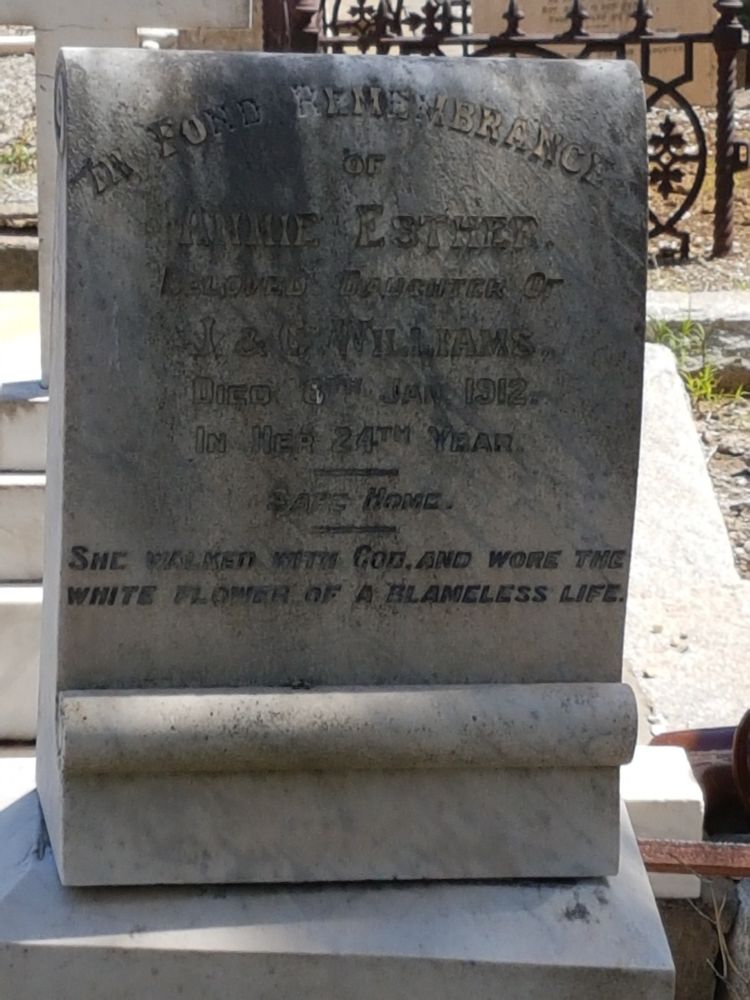 IN FOND REMEMBRANCE
OF
ANNIE ESTHER.
BELOVED DAUGHTER OF
J. & C. WILLIAMS.
DIED 8TH JAN. 1912.
IN HER 24TH YEAR.
SAFE HOME.
SHE WALKED WITH GOD, AND WORE THE
WHITE FLOWER OF A BLAMELESS LIFE.